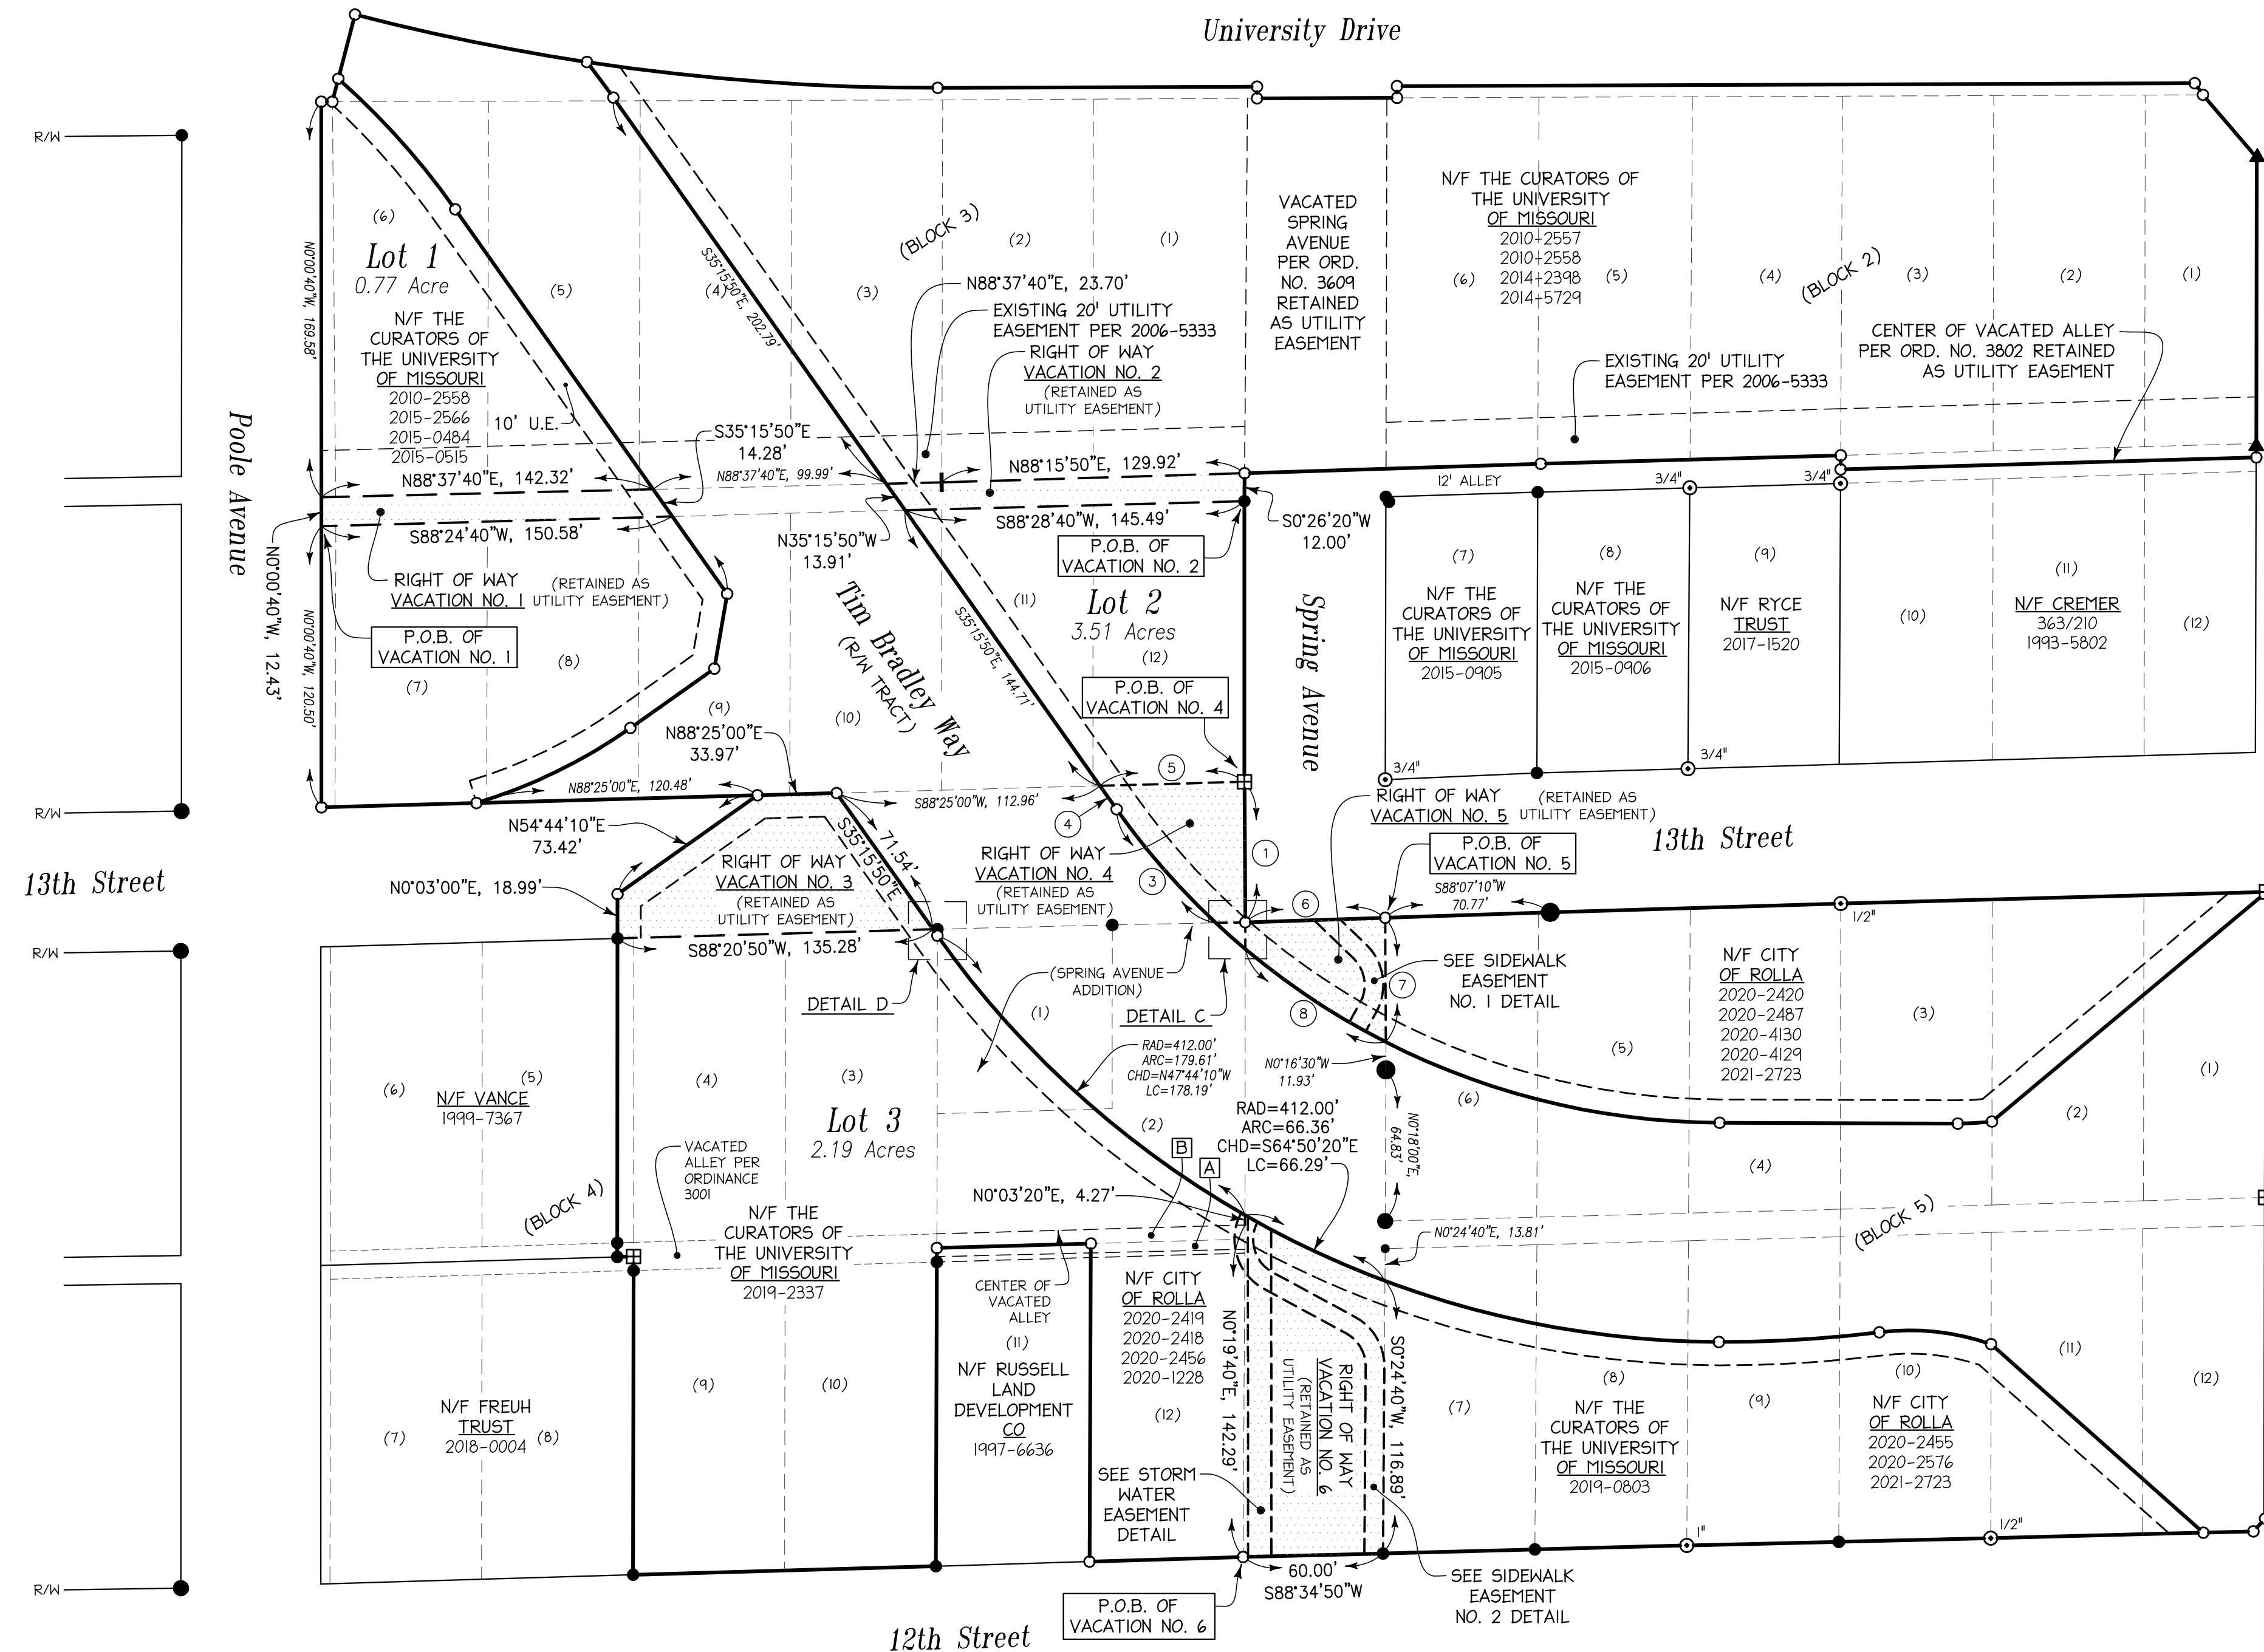 University Drive
R/W
(6)
Lot 1
0.77 Acre
N/F THE
CURATORS OF
THE UNIVERSITY
OF MISSOURI
2010-2558
2015-2566
2015-0484
2015-0515
N0°00'40"W, 169.58'
10' U.E.
(5)
(4)
S35°15'50"E, 202.79'
(3)
(BLOCK 3)
(2)
(1)
N88°37'40"E, 23.70'
EXISTING 20' UTILITY
EASEMENT PER 2006-5333
RIGHT OF WAY
VACATION NO. 2
(RETAINED AS
UTILITY EASEMENT)
VACATED
SPRING
AVENUE
PER ORD.
NO. 3609
RETAINED
AS UTILITY
EASEMENT
N/F THE CURATORS OF
THE UNIVERSITY
OF MISSOURI
2010-2557
2010-2558
2014-2398
2014-5729
(6)
(5)
(4)
(BLOCK 2)
(3)
(2)
(1)
CENTER OF VACATED ALLEY
PER ORD. NO. 3802 RETAINED
AS UTILITY EASEMENT
EXISTING 20' UTILITY
EASEMENT PER 2006-5333
Poole Avenue
S35°15'50"E
14.28'
N88°37'40"E, 142.32'
N88°37'40"E, 99.99'
N88°15'50"E, 129.92'
12' ALLEY
3/4"
3/4"
S88°24'40"W, 150.58'
N35°15'50"W
13.91'
S88°28'40"W, 145.49'
S0°26'20"W
12.00'
P.O.B. OF
VACATION NO. 2
N0°00'40"W, 12.43'
RIGHT OF WAY
VACATION NO. 1
(RETAINED AS
UTILITY EASEMENT)
P.O.B. OF
VACATION NO. 1
N0°00'40"W, 120.50'
(7)
(8)
(9)
(10)
Tim Bradley Way
(R/W TRACT)
S35°15'50"E, 144.71'
(11)
Lot 2
3.51 Acres
(12)
P.O.B. OF
VACATION NO. 4
Spring Avenue
(7)
N/F THE
CURATORS OF
THE UNIVERSITY
OF MISSOURI
2015-0905
(8)
N/F THE
CURATORS OF
THE UNIVERSITY
OF MISSOURI
2015-0906
(9)
N/F RYCE
TRUST
2017-1520
(10)
(11)
N/F CREMER
363/210
1993-5802
(12)
3/4"
3/4"
R/W
N88°25'00"E
33.97'
N88°25'00"E, 120.48'
S88°25'00"W, 112.96'
5
4
3
1
6
7
8
N54°44'10"E
73.42'
N0°03'00"E, 18.99'
RIGHT OF WAY
VACATION NO. 3
(RETAINED AS
UTILITY EASEMENT)
S35°15'50"E
71.54'
RIGHT OF WAY
VACATION NO. 4
(RETAINED AS
UTILITY EASEMENT)
RIGHT OF WAY
VACATION NO. 5
(RETAINED AS
UTILITY EASEMENT)
P.O.B. OF
VACATION NO. 5
S88°07'10"W
70.77'
13th Street
13th Street
1/2"
R/W
S88°20'50"W, 135.28'
DETAIL D
(SPRING AVENUE
ADDITION)
DETAIL C
SEE SIDEWALK
EASEMENT
NO. 1 DETAIL
N/F CITY
OF ROLLA
2020-2420
2020-2487
2020-4130
2020-4129
2021-2723
(3)
(5)
(1)
(2)
(4)
(6)
(6)
(5)
N/F VANCE
1999-7367
(4)
(3)
Lot 3
2.19 Acres
(1)
(2)
RAD=412.00'
ARC=179.61'
CHD=N47°44'10"W
LC=178.19'
N0°16'30"W
11.93'
RAD=412.00'
ARC=66.36'
CHD=S64°50'20"E
LC=66.29'
N0°18'00"E,
64.83'
B
A
N0°03'20"E, 4.27'
N0°24'40"E, 13.81'
(BLOCK 5)
VACATED
ALLEY PER
ORDINANCE
3001
(BLOCK 4)
N/F THE
CURATORS OF
THE UNIVERSITY
OF MISSOURI
2019-2337
CENTER OF
VACATED
ALLEY
(11)
N/F RUSSELL
LAND
DEVELOPMENT
CO
1997-6636
N/F CITY
OF ROLLA
2020-2419
2020-2418
2020-2456
2020-1228
(12)
N0°19'40"E, 142.29'
RIGHT OF WAY
VACATION NO. 6
(RETAINED AS
UTILITY EASEMENT)
S0°24'40"W, 116.89'
(7)
(8)
N/F FREUH
TRUST
2018-0004
(9)
(10)
SEE STORM
WATER
EASEMENT
DETAIL
(7)
(8)
N/F THE
CURATORS OF
THE UNIVERSITY
OF MISSOURI
2019-0803
(9)
(10)
N/F CITY
OF ROLLA
2020-2455
2020-2576
2021-2723
(11)
(12)
1"
1/2"
R/W
60.00'
S88°34'50"W
SEE SIDEWALK
EASEMENT
NO. 2 DETAIL
P.O.B. OF
VACATION NO. 6
12th Street